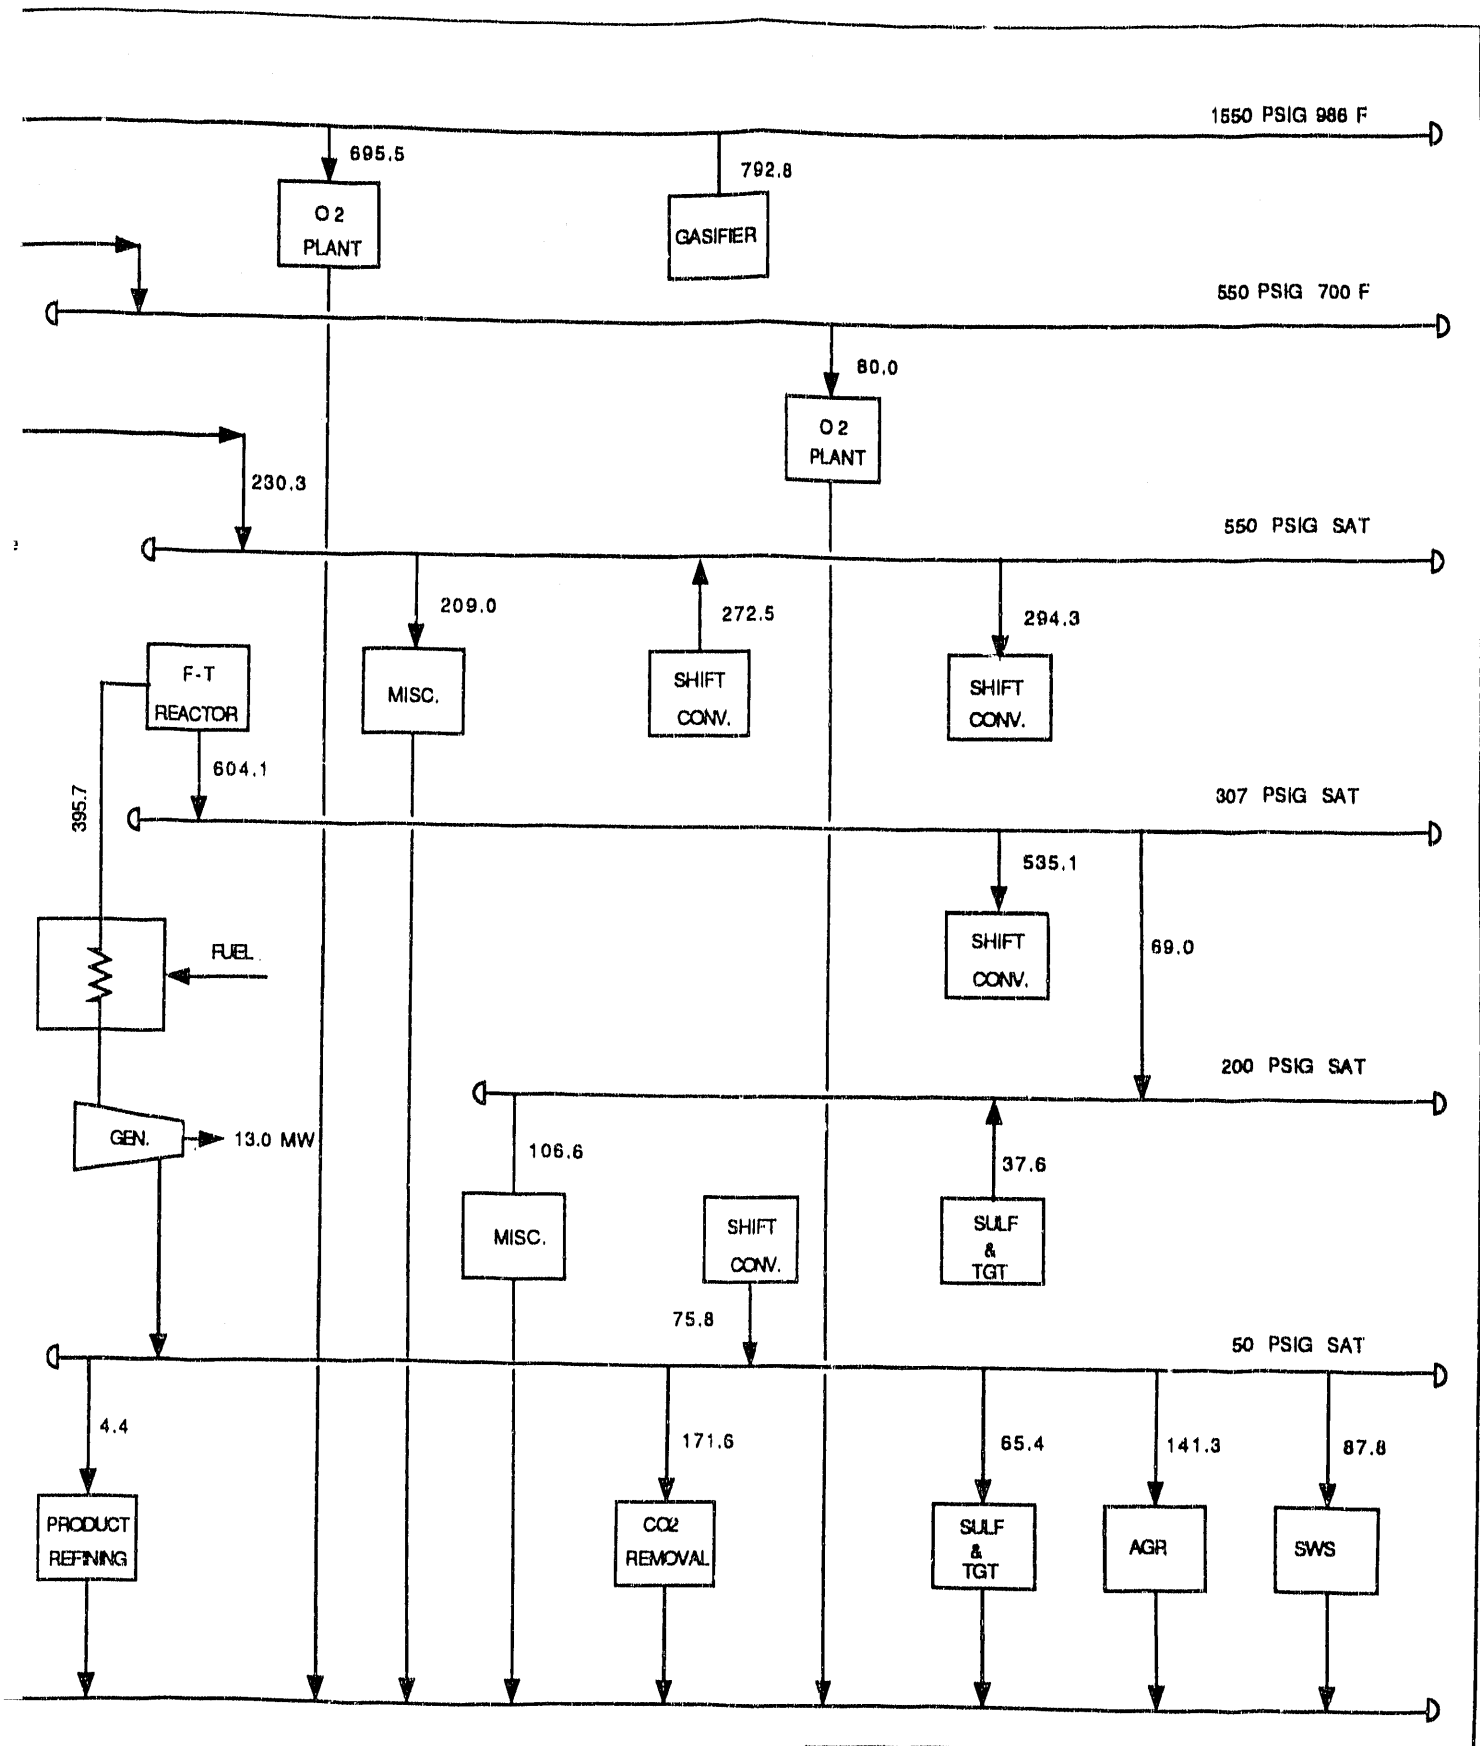 1550 PSIG 986 F
695.5
792.8
O2
PLANT
GASIFIER
550 PSIG 700 F
80.0
O2
PLANT
230.3
550 PSIG SAT
209.0
272.5
294.3
F-T
REACTOR
MISC.
SHIFT
CONV.
SHIFT
CONV.
604.1
395.7
307 PSIG SAT
535.1
SHIFT
CONV.
69.0
FUEL
200 PSIG SAT
GEN.
13.0 MW
106.6
37.6
MISC.
SHIFT
CONV.
SULF
&
TGT
75.8
50 PSIG SAT
4.4
171.6
65.4
141.3
87.8
PRODUCT
REFINING
CO2
REMOVAL
SULF
&
TGT
AGR
SWS